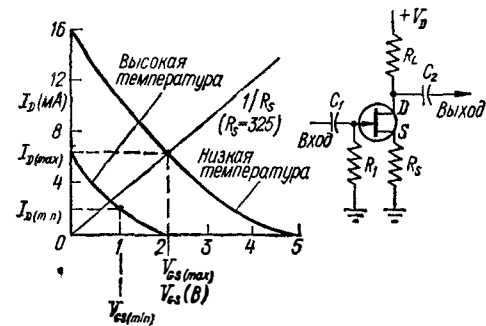 16
12
I_D(мА)
8
I_D(max)
4
I_D(min)
0
Высокая
температура
1/R_S
(R_S=325)
Низкая
температура
1
2
3
4
5
V_GS(min)
V_GS(max)
V_GS(В)
+V_D
R_L
C_2
D
Выход
C_1
Вход
S
R_1
R_S